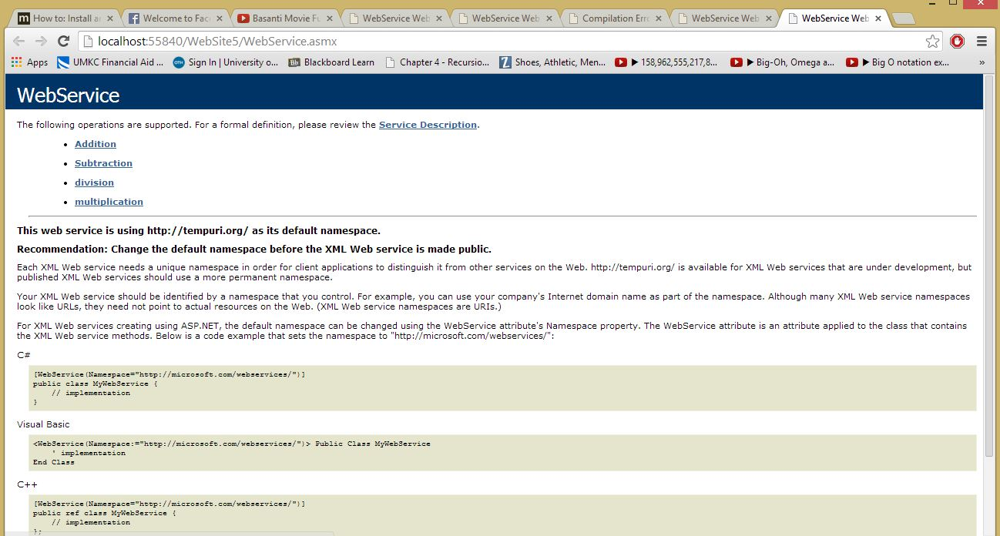 How to: Install ar
Welcome to Face
Basanti Movie Fu
WebService Web
WebService Web
Compilation Erro
WebService Web
WebService Web
localhost:55840/WebSite5/WebService.asmx
Apps
UMKC Financial Aid ...
Sign In | University o...
Blackboard Learn
Chapter 4 - Recursio...
Shoes, Athletic, Men...
▶ 158,962,555,217,8...
▶ Big-Oh, Omega a...
▶ Big O notation ex...
WebService
The following operations are supported. For a formal definition, please review the Service Description.
• Addition
• Subtraction
• division
• multiplication
This web service is using http://tempuri.org/ as its default namespace.
Recommendation: Change the default namespace before the XML Web service is made public.
Each XML Web service needs a unique namespace in order for client applications to distinguish it from other services on the Web. http://tempuri.org/ is available for XML Web services that are under development, but
published XML Web services should use a more permanent namespace.
Your XML Web service should be identified by a namespace that you control. For example, you can use your company's Internet domain name as part of the namespace. Although many XML Web service namespaces
look like URLs, they need not point to actual resources on the Web. (XML Web service namespaces are URIs.)
For XML Web services creating using ASP.NET, the default namespace can be changed using the WebService attribute's Namespace property. The WebService attribute is an attribute applied to the class that contains
the XML Web service methods. Below is a code example that sets the namespace to "http://microsoft.com/webservices/":
C#
[WebService(Namespace="http://microsoft.com/webservices/")]
public class MyWebService {
// implementation
}
Visual Basic
<WebService(Namespace:="http://microsoft.com/webservices/")> Public Class MyWebService
' implementation
End Class
C++
[WebService(Namespace="http://microsoft.com/webservices/")]
public ref class MyWebService {
// implementation
};